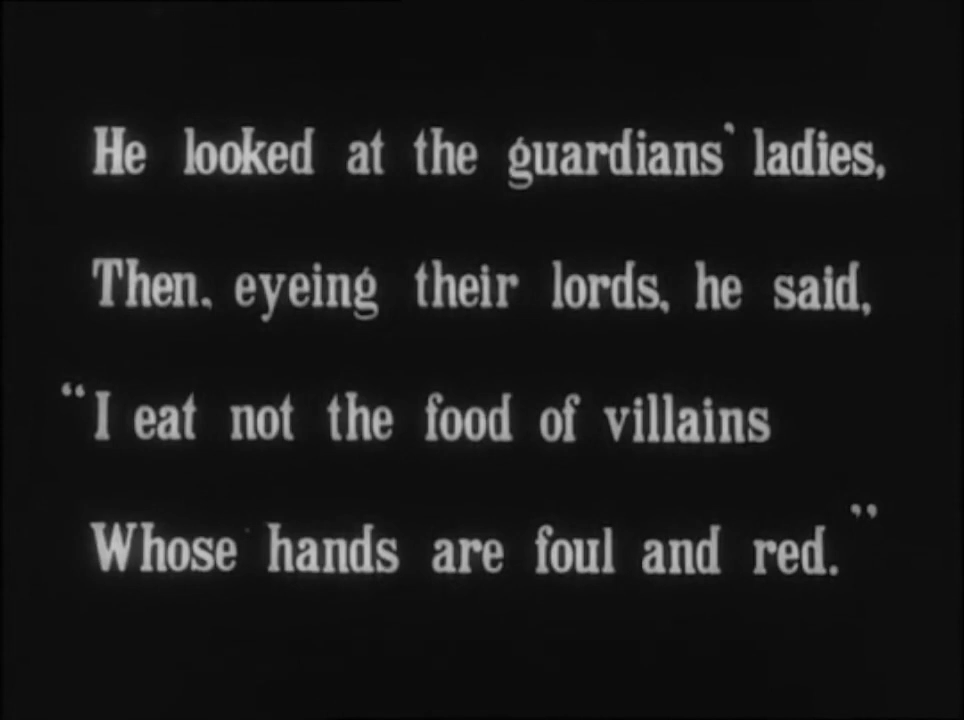 He looked at the guardians' ladies,
Then, eyeing their lords, he said,
“I eat not the food of villains
Whose hands are foul and red.”